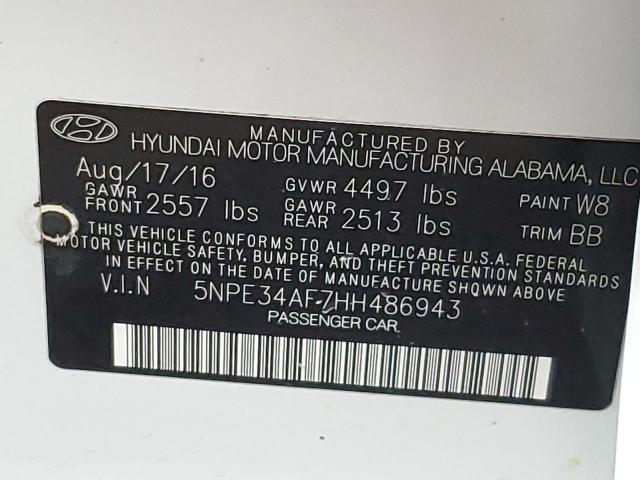 MANUFACTURED BY
HYUNDAI MOTOR MANUFACTURING ALABAMA, LLC
Aug/17/16 GVWR 4497 lbs PAINT W8
GAWR FRONT 2557 lbs GAWR REAR 2513 lbs TRIM BB
THIS VEHICLE CONFORMS TO ALL APPLICABLE U.S.A. FEDERAL
MOTOR VEHICLE SAFETY, BUMPER, AND THEFT PREVENTION STANDARDS
IN EFFECT ON THE DATE OF MANUFACTURE SHOWN ABOVE.
V.I.N 5NPE34AF7HH486943
PASSENGER CAR